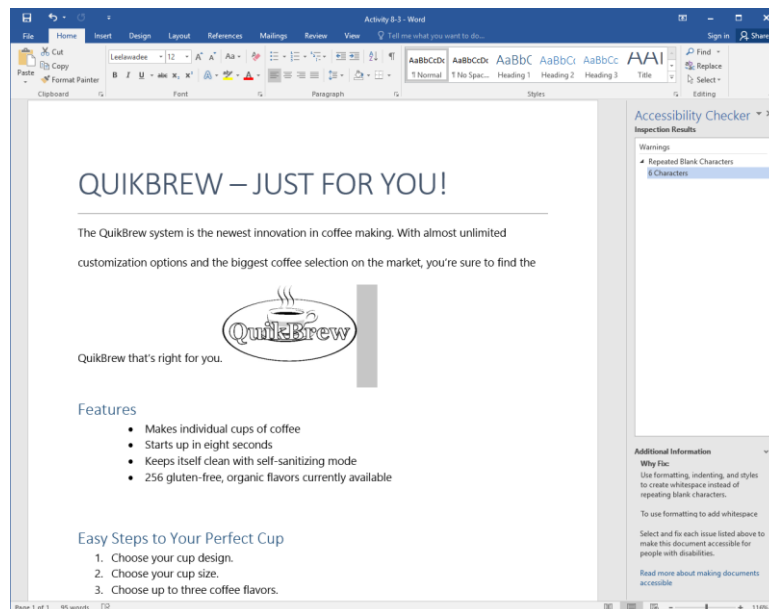 Activity 8-3 - Word
File Home Insert Design Layout References Mailings Review View Tell me what you want to do... Sign in Share
Paste
Cut
Copy
Format Painter
Leelawadee 12
AaBbCcDc AaBbCcDc AaBbC AaBbC AaBbCc AAI
¶ Normal ¶ No Spac... Heading 1 Heading 2 Heading 3 Title
Find
Replace
Select
Clipboard Font Paragraph Styles Editing
QUIKBREW – JUST FOR YOU!
The QuikBrew system is the newest innovation in coffee making. With almost unlimited
customization options and the biggest coffee selection on the market, you're sure to find the
QuikBrew
QuikBrew that's right for you.
Features
• Makes individual cups of coffee
• Starts up in eight seconds
• Keeps itself clean with self-sanitizing mode
• 256 gluten-free, organic flavors currently available
Easy Steps to Your Perfect Cup
1. Choose your cup design.
2. Choose your cup size.
3. Choose up to three coffee flavors.
Accessibility Checker
Inspection Results
Warnings
Repeated Blank Characters
6 Characters
Additional Information
Why Fix:
Use formatting, indenting, and styles
to create whitespace instead of
repeating blank characters.
To use formatting to add whitespace
Select and fix each issue listed above to
make this document accessible for
people with disabilities.
Read more about making documents
accessible
Page 1 of 1 95 words 116%